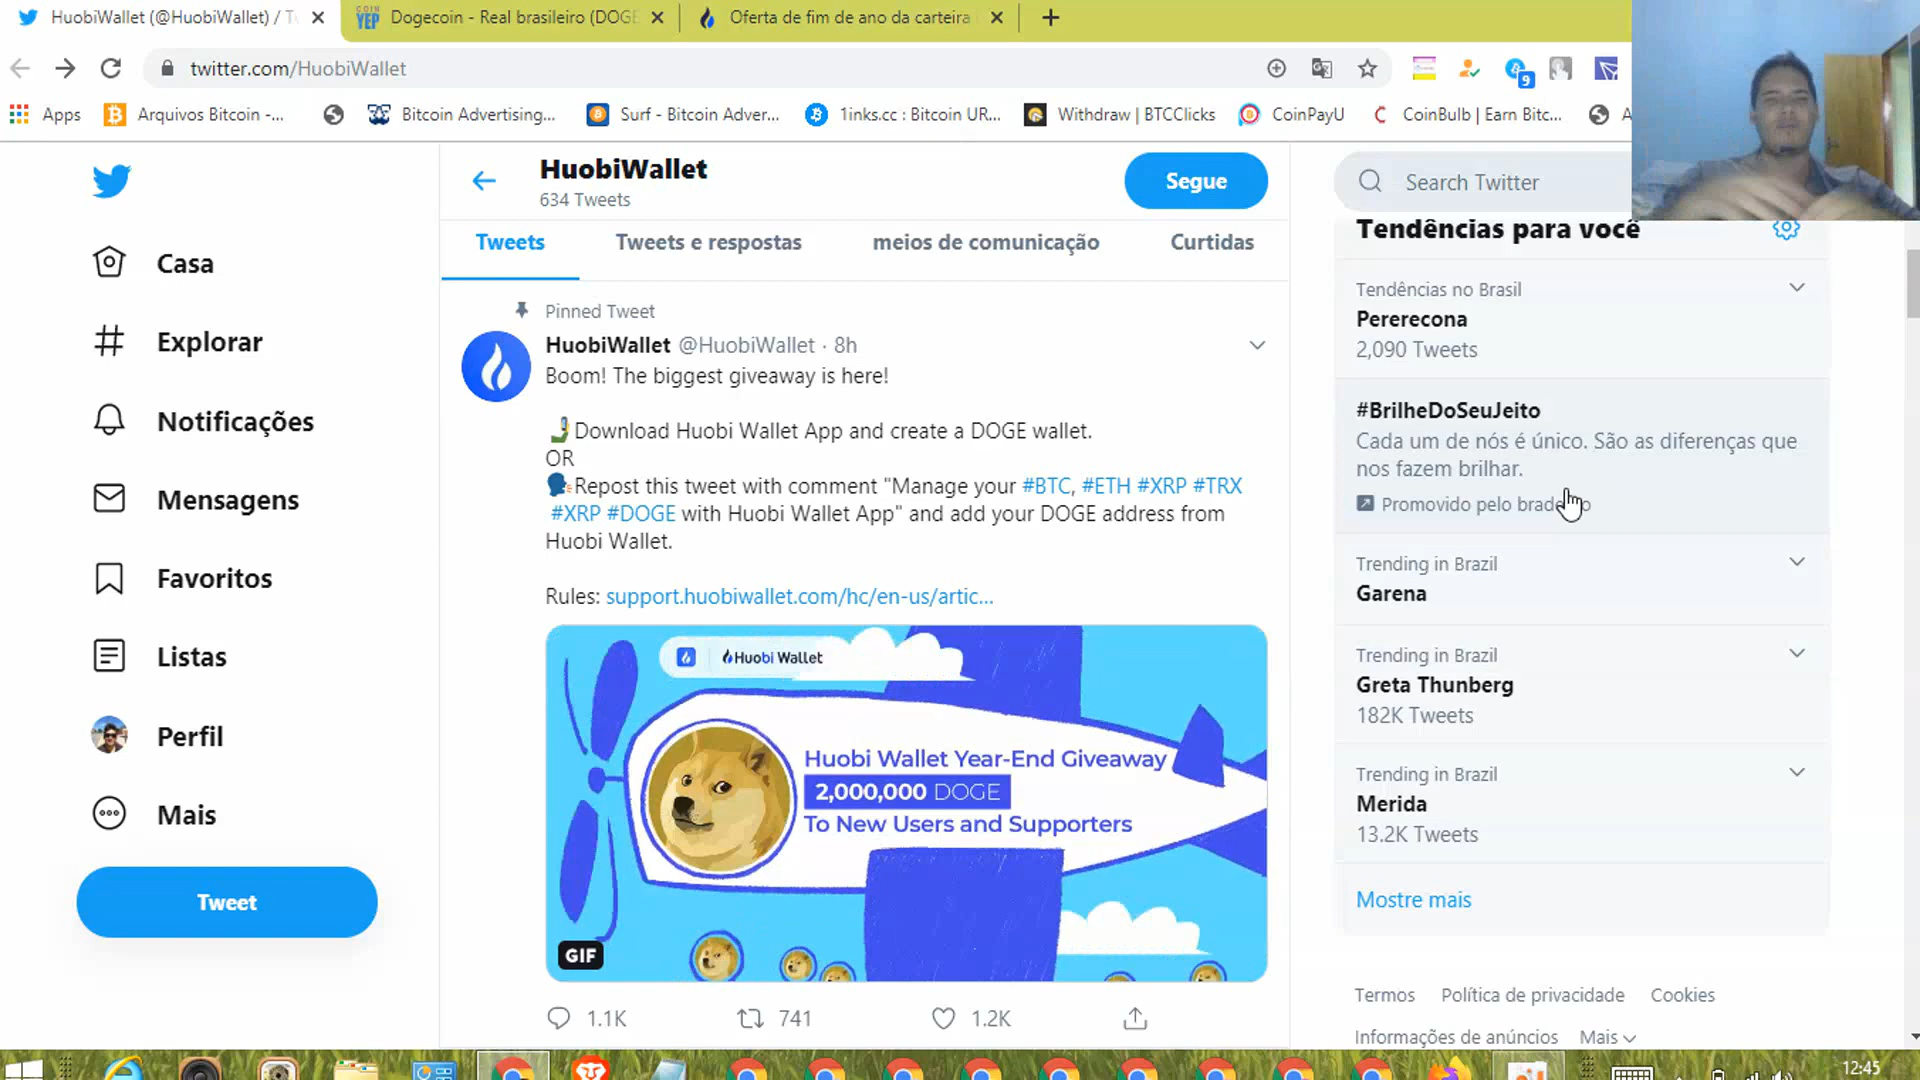 HuobiWallet (@HuobiWallet) / T
COIN YEP
Dogecoin - Real brasileiro (DOGE
Oferta de fim de ano da carteira
twitter.com/HuobiWallet
9
Apps
Arquivos Bitcoin -...
Bitcoin Advertising...
Surf - Bitcoin Adver...
1inks.cc : Bitcoin UR...
Withdraw | BTCClicks
CoinPayU
CoinBulb | Earn Bitc...
HuobiWallet
634 Tweets
Segue
Search Twitter
Tweets
Tweets e respostas
meios de comunicação
Curtidas
Casa
Explorar
Notificações
Mensagens
Favoritos
Listas
Perfil
Mais
Tweet
Pinned Tweet
HuobiWallet @HuobiWallet · 8h
Boom! The biggest giveaway is here!
Download Huobi Wallet App and create a DOGE wallet.
OR
Repost this tweet with comment "Manage your #BTC, #ETH #XRP #TRX
#XRP #DOGE with Huobi Wallet App" and add your DOGE address from
Huobi Wallet.
Rules: support.huobiwallet.com/hc/en-us/artic...
Huobi Wallet
Huobi Wallet Year-End Giveaway
2,000,000 DOGE
To New Users and Supporters
GIF
1.1K
741
1.2K
Tendências para você
Tendências no Brasil
Pererecona
2,090 Tweets
#BrilheDoSeuJeito
Cada um de nós é único. São as diferenças que
nos fazem brilhar.
Promovido pelo
Trending in Brazil
Garena
Trending in Brazil
Greta Thunberg
182K Tweets
Trending in Brazil
Merida
13.2K Tweets
Mostre mais
Termos
Política de privacidade
Cookies
Informações de anúncios
Mais
12:45